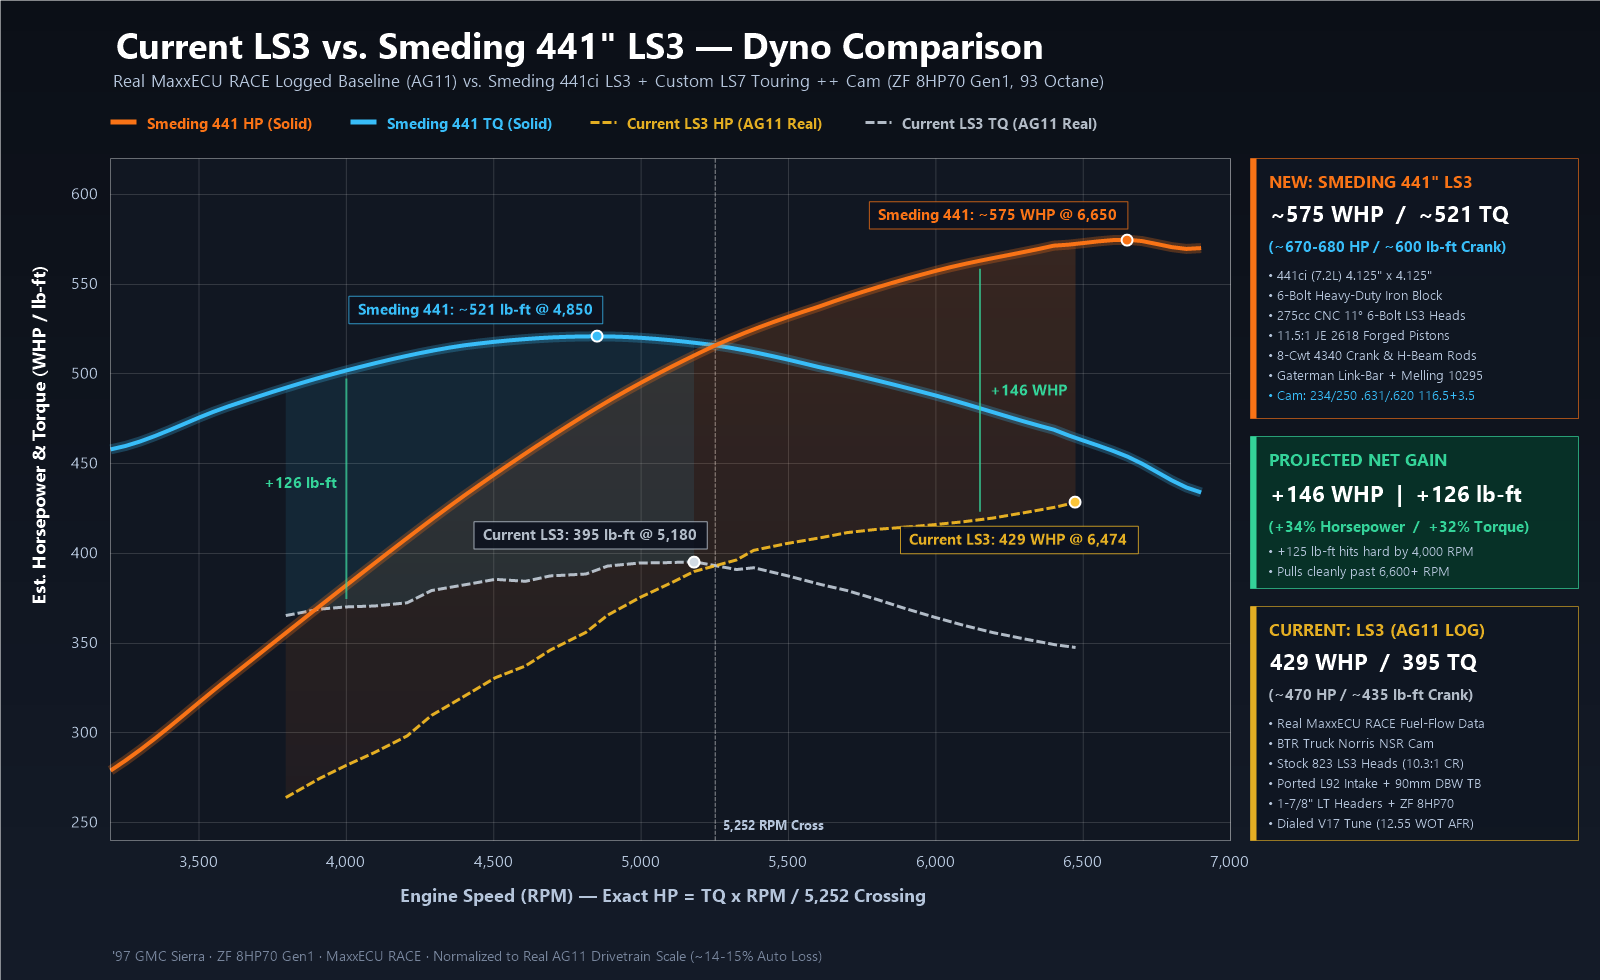 Current LS3 vs. Smeding 441" LS3 — Dyno Comparison
Real MaxxECU RACE Logged Baseline (AG11) vs. Smeding 441ci LS3 + Custom LS7 Touring ++ Cam (ZF 8HP70 Gen1, 93 Octane)
Smeding 441 HP (Solid)
Smeding 441 TQ (Solid)
Current LS3 HP (AG11 Real)
Current LS3 TQ (AG11 Real)
Est. Horsepower & Torque (WHP / lb-ft)
600
550
500
450
400
350
300
250
Smeding 441: ~575 WHP @ 6,650
Smeding 441: ~521 lb-ft @ 4,850
+146 WHP
+126 lb-ft
Current LS3: 395 lb-ft @ 5,180
Current LS3: 429 WHP @ 6,474
5,252 RPM Cross
3,500
4,000
4,500
5,000
5,500
6,000
6,500
7,000
Engine Speed (RPM) — Exact HP = TQ x RPM / 5,252 Crossing
NEW: SMEDING 441" LS3
~575 WHP / ~521 TQ
(~670-680 HP / ~600 lb-ft Crank)
• 441ci (7.2L) 4.125" x 4.125"
• 6-Bolt Heavy-Duty Iron Block
• 275cc CNC 11° 6-Bolt LS3 Heads
• 11.5:1 JE 2618 Forged Pistons
• 8-Cwt 4340 Crank & H-Beam Rods
• Gaterman Link-Bar + Melling 10295
• Cam: 234/250 .631/.620 116.5+3.5
PROJECTED NET GAIN
+146 WHP | +126 lb-ft
(+34% Horsepower / +32% Torque)
• +125 lb-ft hits hard by 4,000 RPM
• Pulls cleanly past 6,600+ RPM
CURRENT: LS3 (AG11 LOG)
429 WHP / 395 TQ
(~470 HP / ~435 lb-ft Crank)
• Real MaxxECU RACE Fuel-Flow Data
• BTR Truck Norris NSR Cam
• Stock 823 LS3 Heads (10.3:1 CR)
• Ported L92 Intake + 90mm DBW TB
• 1-7/8" LT Headers + ZF 8HP70
• Dialed V17 Tune (12.55 WOT AFR)
'97 GMC Sierra · ZF 8HP70 Gen1 · MaxxECU RACE · Normalized to Real AG11 Drivetrain Scale (~14-15% Auto Loss)